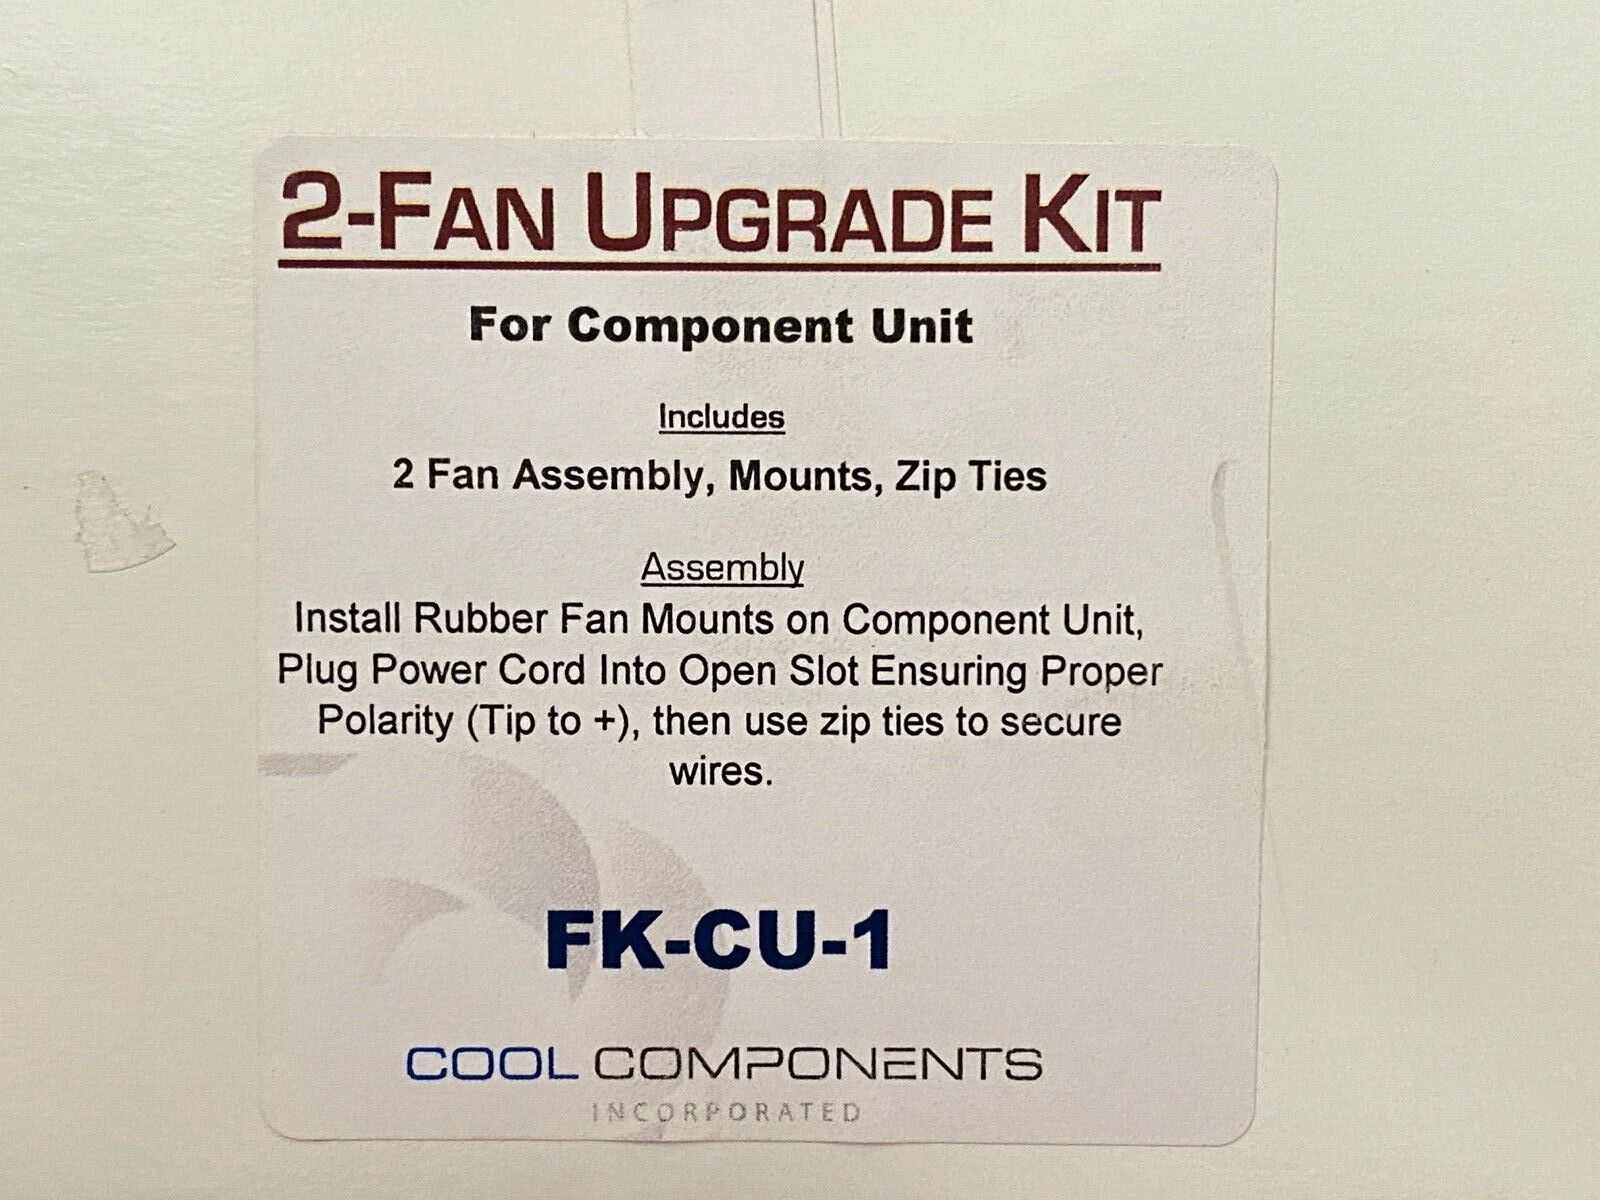 2-Fan Upgrade Kit
For Component Unit
Includes
2 Fan Assembly, Mounts, Zip Ties
Assembly
Install Rubber Fan Mounts on Component Unit,
Plug Power Cord Into Open Slot Ensuring Proper
Polarity (Tip to +), then use zip ties to secure
wires.
FK-CU-1
COOL COMPONENTS
INCORPORATED